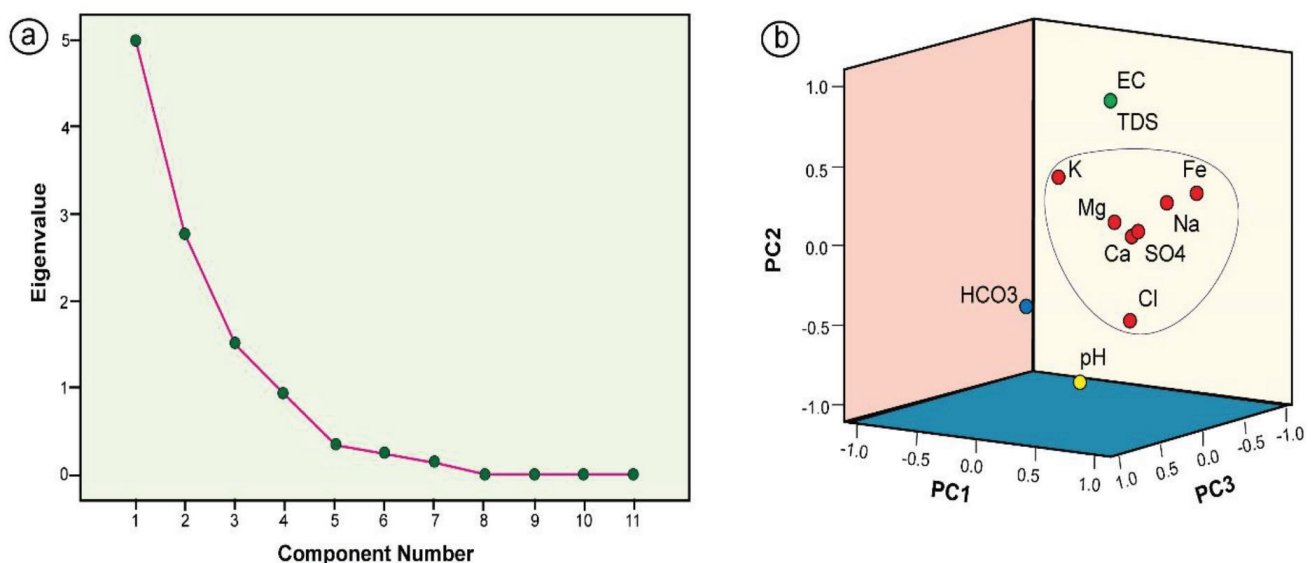 a
5
4
3
2
1
0
Eigenvalue
1 2 3 4 5 6 7 8 9 10 11
Component Number
b
1.0
0.5
0.0
-0.5
-1.0
PC2
EC
TDS
K
Fe
Mg
Na
Ca
SO4
HCO3
Cl
pH
-1.0 -0.5 0.0 0.5 1.0
PC1
1.0 0.5 0.0 -0.5 -1.0
PC3